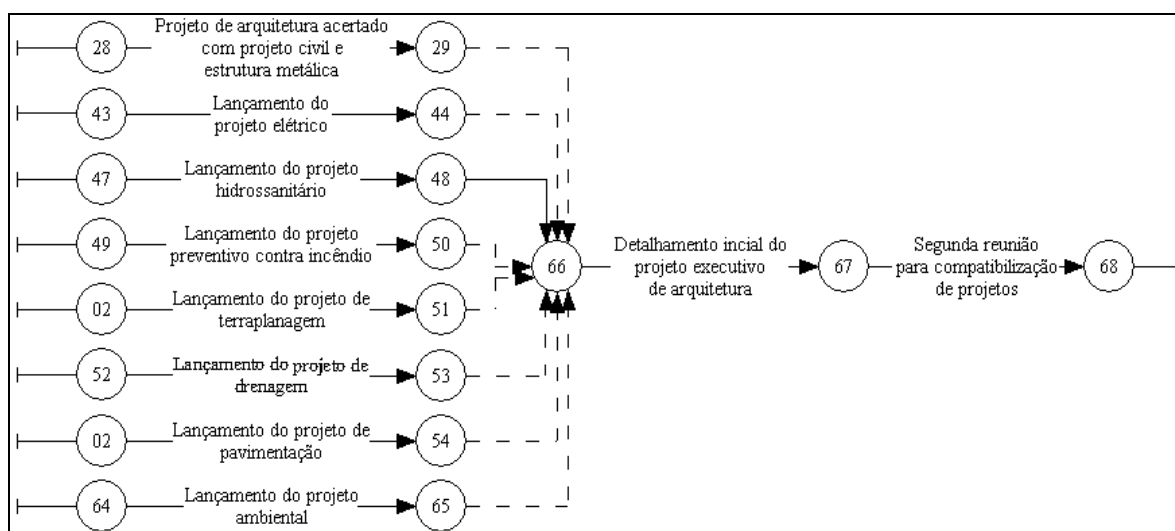 Projeto de arquitetura acertado
28 com projeto civil e 29
estrutura metálica
Lançamento do
43 projeto elétrico 44
Lançamento do projeto
47 hidrossanitário 48
Lançamento do projeto
49 preventivo contra incêndio 50
Detalhamento incial do
66 projeto executivo 67
de arquitetura
Segunda reunião
para compatibilização 68
de projetos
Lançamento do projeto de
02 terraplanagem 51
Lançamento do projeto de
52 drenagem 53
Lançamento do projeto de
02 pavimentação 54
Lançamento do projeto
64 ambiental 65